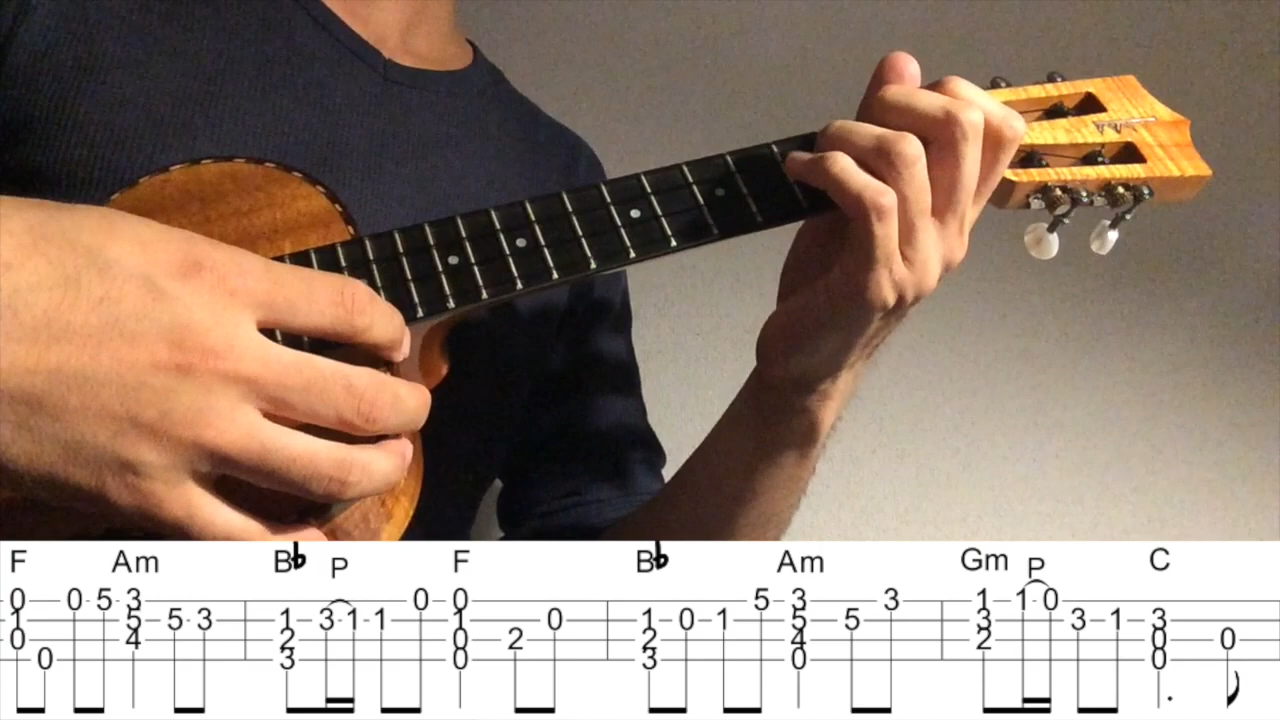 F Am B♭ P F B♭ Am Gm P C
0 0 5 3 0 0 5 3 3 1 1 0
1 5 5 3 1 3 1 1 1 0 1 0 1 5 5 3 3 1 3
0 4 2 0 2 2 4 2 0 0
0 3 0 3 0 0